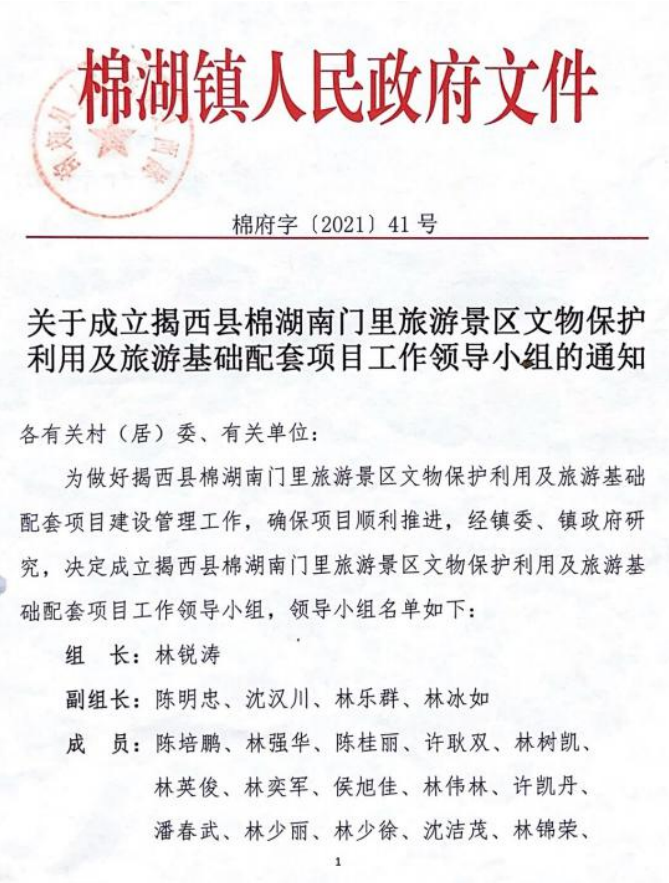 棉湖镇人民政府文件
棉府字〔2021〕41号
关于成立揭西县棉湖南门里旅游景区文物保护
利用及旅游基础配套项目工作领导小组的通知
各有关村（居）委、有关单位：
为做好揭西县棉湖南门里旅游景区文物保护利用及旅游基础
配套项目建设管理工作，确保项目顺利推进，经镇委、镇政府研
究，决定成立揭西县棉湖南门里旅游景区文物保护利用及旅游基
础配套项目工作领导小组，领导小组名单如下：
组　长：林锐涛
副组长：陈明忠、沈汉川、林乐群、林冰如
成　员：陈培鹏、林强华、陈桂丽、许耿双、林树凯、
林英俊、林奕军、侯旭佳、林伟林、许凯丹、
潘春武、林少丽、林少徐、沈洁茂、林锦荣、
1